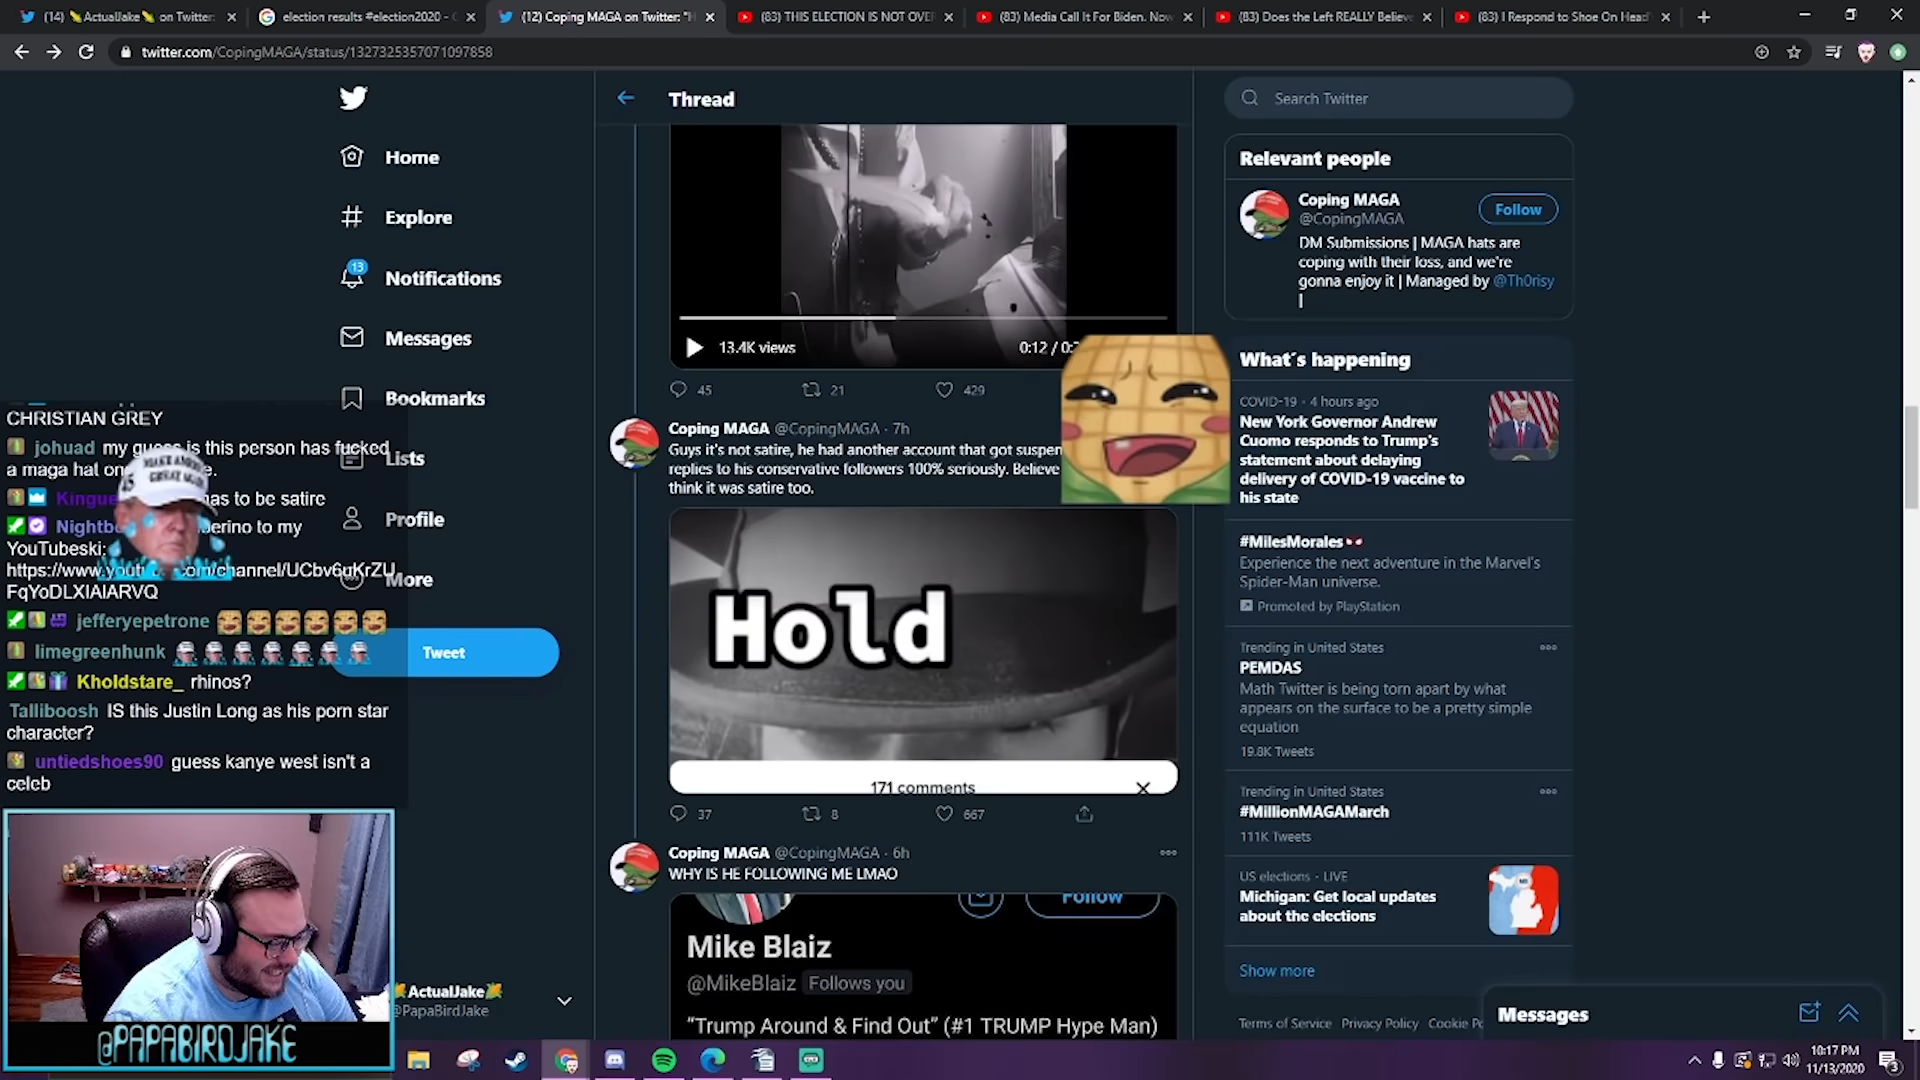 (14) 🌽ActualJake🌽 on Twitter:
election results #election2020 -
(12) Coping MAGA on Twitter: "H
(83) THIS ELECTION IS NOT OVER
(83) Media Call It For Biden. Now
(83) Does the Left REALLY Believe
(83) I Respond to Shoe On Head'
twitter.com/CopingMAGA/status/1327325357071097858
Home
Explore
13
Notifications
Messages
Bookmarks
Lists
Profile
More
Tweet
🌽ActualJake🌽
@PapaBirdJake
CHRISTIAN GREY
johuad my guess is this person has fucked
a maga hat
Kingue has to be satire
Nightb erino to my
YouTubeski:
https://www.yout .com/channel/UCbv6uKrZU
FqYoDLXIAIARVQ
jefferyepetrone
limegreenhunk
Kholdstare_ rhinos?
Talliboosh IS this Justin Long as his porn star
character?
untiedshoes90 guess kanye west isn't a
celeb
@PAPABIRDJAKE
Thread
13.4K views
0:12 / 0:
45
21
429
Coping MAGA @CopingMAGA · 7h
Guys it's not satire, he had another account that got suspen
replies to his conservative followers 100% seriously. Believe
think it was satire too.
Hold
171 comments
37
8
667
Coping MAGA @CopingMAGA · 6h
WHY IS HE FOLLOWING ME LMAO
Follow
Mike Blaiz
@MikeBlaiz Follows you
"Trump Around & Find Out" (#1 TRUMP Hype Man)
Search Twitter
Relevant people
Coping MAGA
@CopingMAGA
Follow
DM Submissions | MAGA hats are
coping with their loss, and we're
gonna enjoy it | Managed by @Th0risy
|
What's happening
COVID-19 · 4 hours ago
New York Governor Andrew
Cuomo responds to Trump's
statement about delaying
delivery of COVID-19 vaccine to
his state
#MilesMorales
Experience the next adventure in the Marvel's
Spider-Man universe.
Promoted by PlayStation
Trending in United States
PEMDAS
Math Twitter is being torn apart by what
appears on the surface to be a pretty simple
equation
19.8K Tweets
Trending in United States
#MillionMAGAMarch
111K Tweets
US elections · LIVE
Michigan: Get local updates
about the elections
Show more
Terms of Service Privacy Policy Cookie Po
Messages
10:17 PM
11/13/2020
3